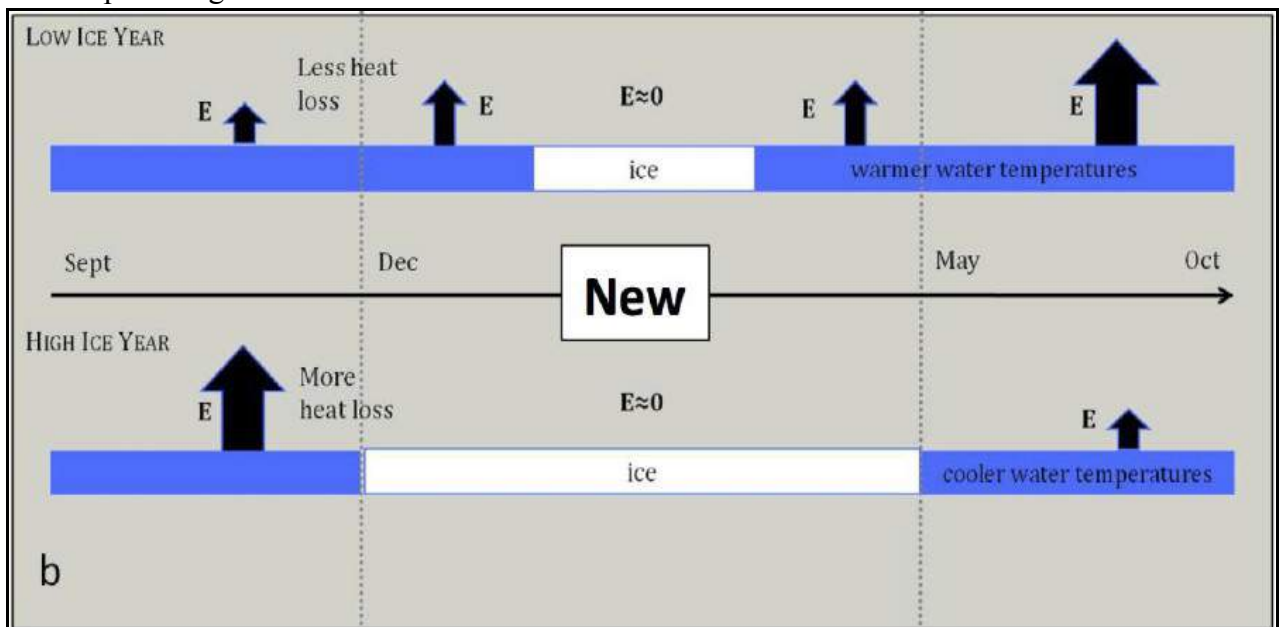 LOW ICE YEAR
Less heat
loss
E
E
E≈0
E
E
ice
warmer water temperatures
Sept
Dec
New
May
Oct
HIGH ICE YEAR
More
heat loss
E
E≈0
E
ice
cooler water temperatures
b